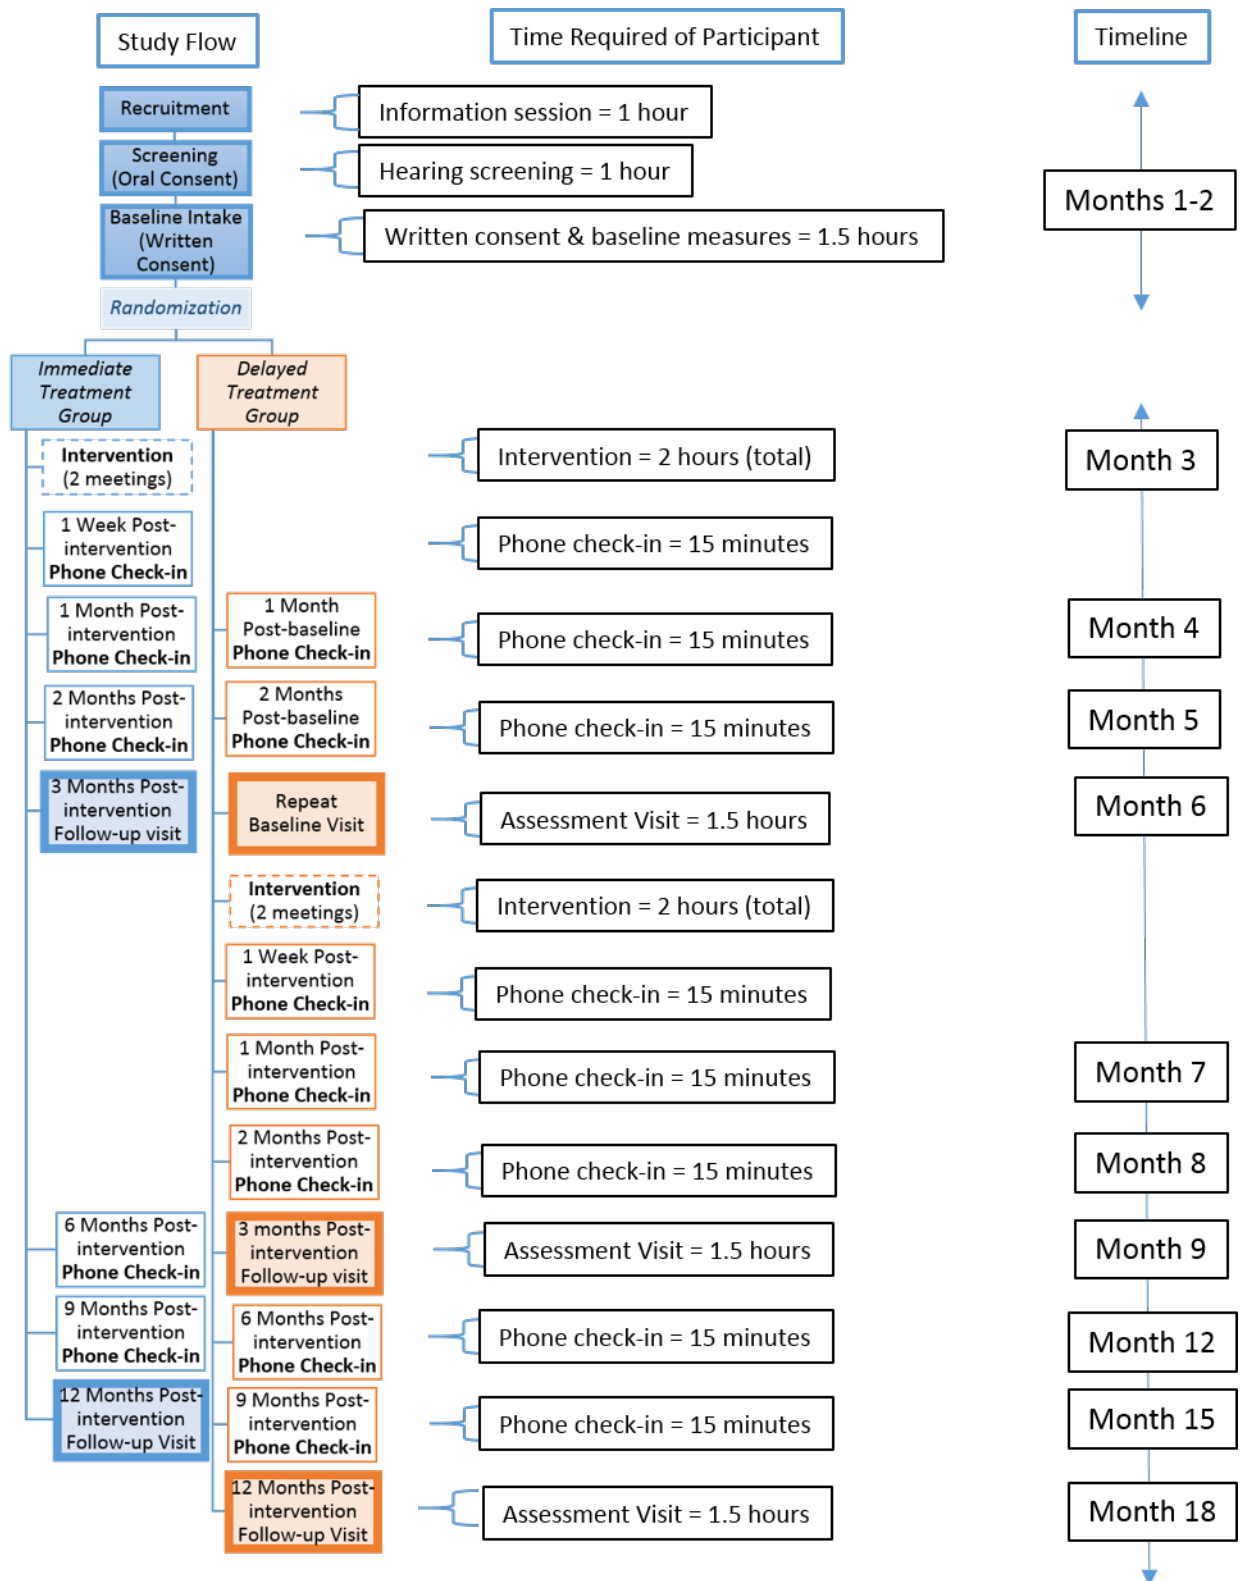 Study Flow
Time Required of Participant
Timeline
Recruitment
Information session = 1 hour
Screening
(Oral Consent)
Hearing screening = 1 hour
Months 1-2
Baseline Intake
(Written
Consent)
Written consent & baseline measures = 1.5 hours
Randomization
Immediate
Treatment
Group
Delayed
Treatment
Group
Intervention
(2 meetings)
Intervention = 2 hours (total)
Month 3
1 Week Post-
intervention
Phone Check-in
Phone check-in = 15 minutes
1 Month Post-
intervention
Phone Check-in
1 Month
Post-baseline
Phone Check-in
Phone check-in = 15 minutes
Month 4
2 Months Post-
intervention
Phone Check-in
2 Months
Post-baseline
Phone Check-in
Phone check-in = 15 minutes
Month 5
3 Months Post-
intervention
Follow-up visit
Repeat
Baseline Visit
Assessment Visit = 1.5 hours
Month 6
Intervention
(2 meetings)
Intervention = 2 hours (total)
1 Week Post-
intervention
Phone Check-in
Phone check-in = 15 minutes
1 Month Post-
intervention
Phone Check-in
Phone check-in = 15 minutes
Month 7
2 Months Post-
intervention
Phone Check-in
Phone check-in = 15 minutes
Month 8
6 Months Post-
intervention
Phone Check-in
3 months Post-
intervention
Follow-up visit
Assessment Visit = 1.5 hours
Month 9
9 Months Post-
intervention
Phone Check-in
6 Months Post-
intervention
Phone Check-in
Phone check-in = 15 minutes
Month 12
12 Months Post-
intervention
Follow-up Visit
9 Months Post-
intervention
Phone Check-in
Phone check-in = 15 minutes
Month 15
12 Months Post-
intervention
Follow-up Visit
Assessment Visit = 1.5 hours
Month 18